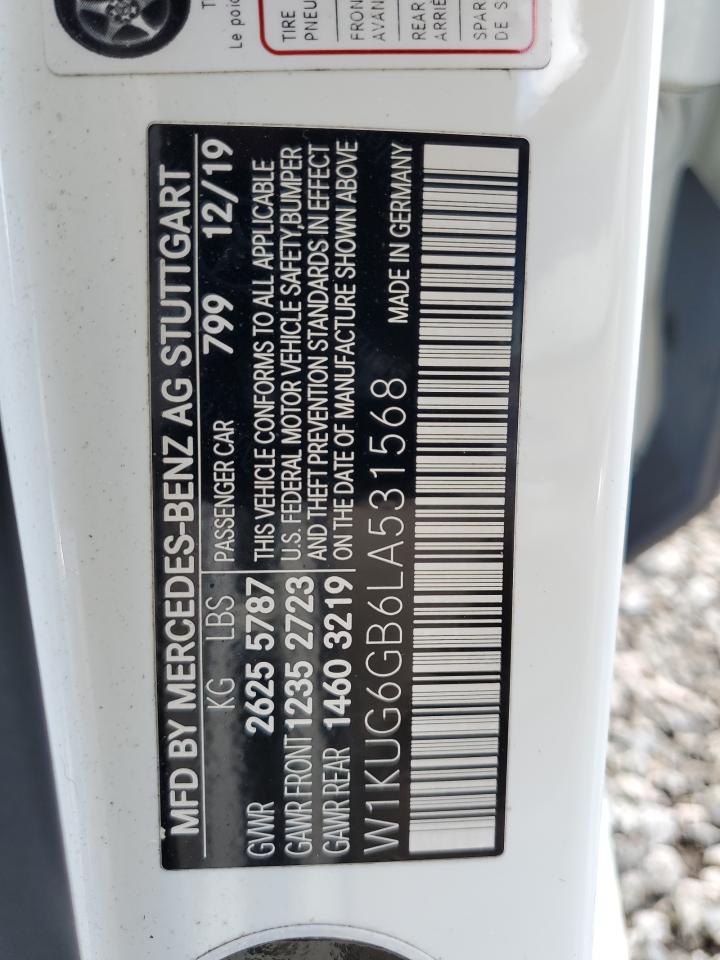 MFD BY MERCEDES-BENZ AG STUTTGART
KG LBS PASSENGER CAR 799 12/19
GVWR 2625 5787 THIS VEHICLE CONFORMS TO ALL APPLICABLE
GAWR FRONT 1235 2723 U.S. FEDERAL MOTOR VEHICLE SAFETY,BUMPER
AND THEFT PREVENTION STANDARDS IN EFFECT
GAWR REAR 1460 3219 ON THE DATE OF MANUFACTURE SHOWN ABOVE
W1KUG6GB6LA531568 MADE IN GERMANY
Le
TIRE
PNEU
FRON
AVAN
REAR
ARRIÈ
SPAR
DE S